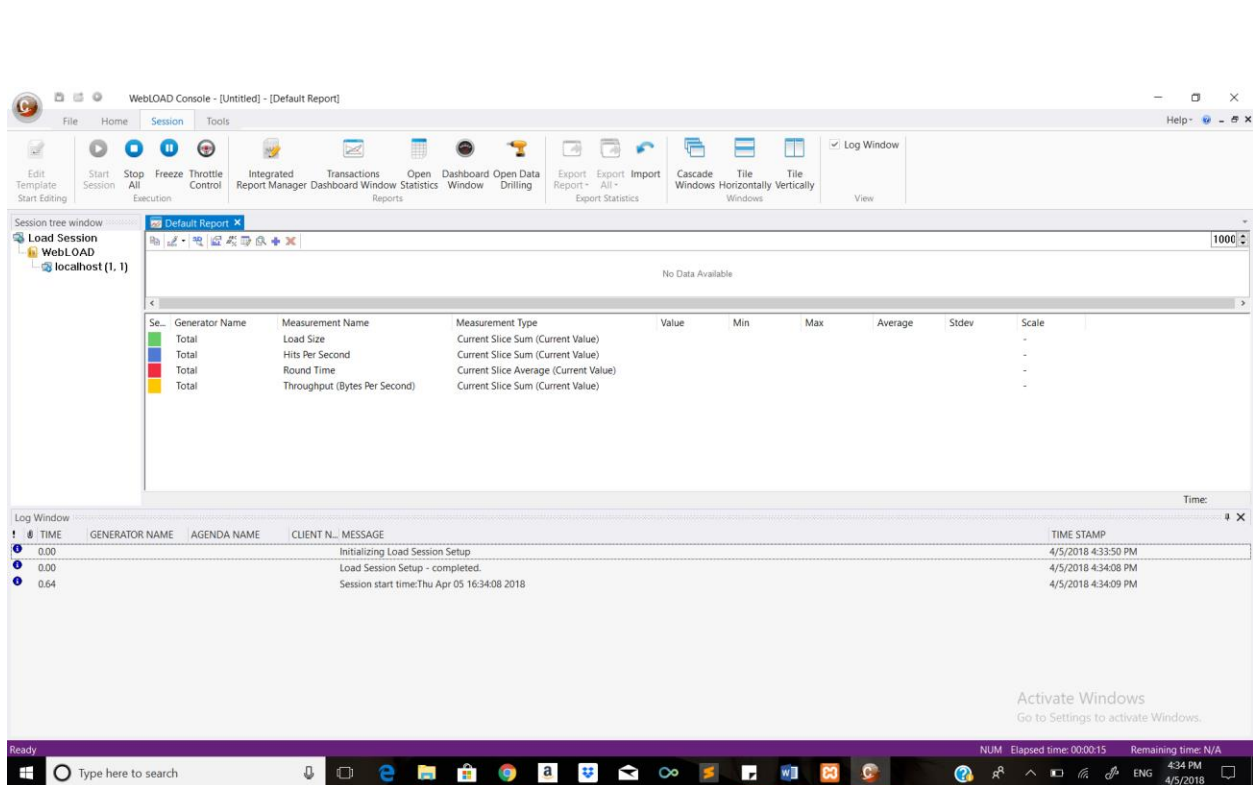 WebLOAD Console - [Untitled] - [Default Report]
File Home Session Tools
Help
Edit Template
Start Session
Stop All
Freeze
Throttle Control
Integrated Report Manager
Transactions Dashboard Window
Open Statistics
Dashboard Window
Open Data Drilling
Export Report
Export All
Import
Cascade Windows
Tile Horizontally
Tile Vertically
Log Window
Start Editing
Execution
Reports
Export Statistics
Windows
View
Session tree window
Load Session
WebLOAD
localhost (1, 1)
Default Report
1000
No Data Available
Se... Generator Name Measurement Name Measurement Type Value Min Max Average Stdev Scale
Total Load Size Current Slice Sum (Current Value) -
Total Hits Per Second Current Slice Sum (Current Value) -
Total Round Time Current Slice Average (Current Value) -
Total Throughput (Bytes Per Second) Current Slice Sum (Current Value) -
Time:
Log Window
! TIME GENERATOR NAME AGENDA NAME CLIENT N... MESSAGE TIME STAMP
0.00 Initializing Load Session Setup 4/5/2018 4:33:50 PM
0.00 Load Session Setup - completed. 4/5/2018 4:34:08 PM
0.64 Session start time:Thu Apr 05 16:34:08 2018 4/5/2018 4:34:09 PM
Activate Windows
Go to Settings to activate Windows.
Ready
NUM Elapsed time: 00:00:15 Remaining time: N/A
Type here to search
ENG
4:34 PM
4/5/2018